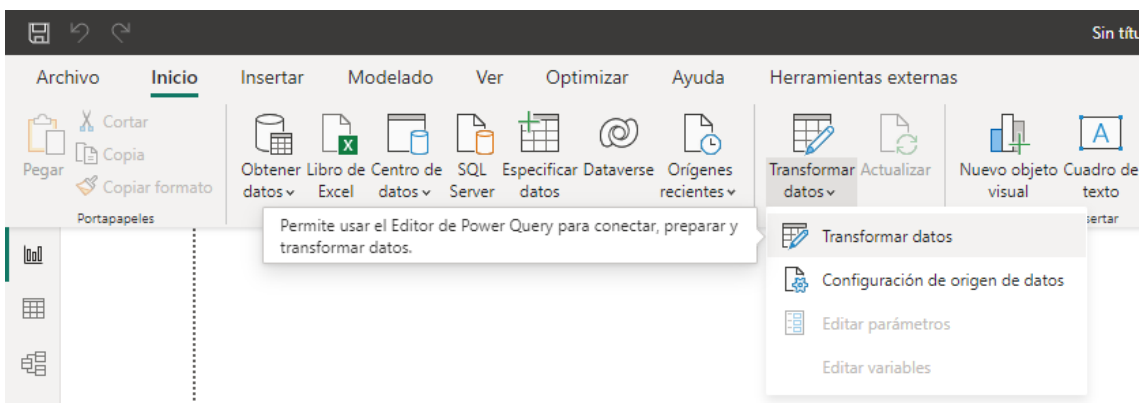 Sin títu
Archivo Inicio Insertar Modelado Ver Optimizar Ayuda Herramientas externas
Pegar
Cortar
Copia
Copiar formato
Portapapeles
Obtener datos
Libro de Excel
Centro de datos
SQL Server
Especificar datos
Dataverse
Orígenes recientes
Transformar datos
Actualizar
Nuevo objeto visual
Cuadro de texto
sertar
Permite usar el Editor de Power Query para conectar, preparar y
transformar datos.
Transformar datos
Configuración de origen de datos
Editar parámetros
Editar variables